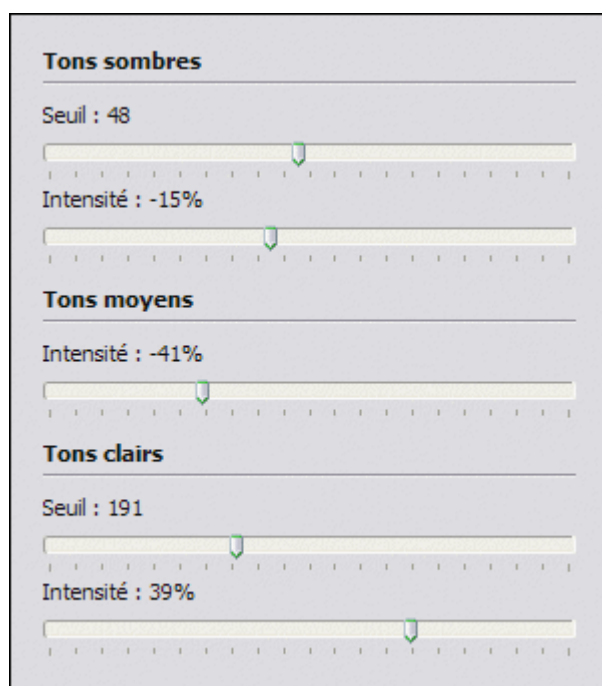 Tons sombres
Seuil : 48
Intensité : -15%
Tons moyens
Intensité : -41%
Tons clairs
Seuil : 191
Intensité : 39%